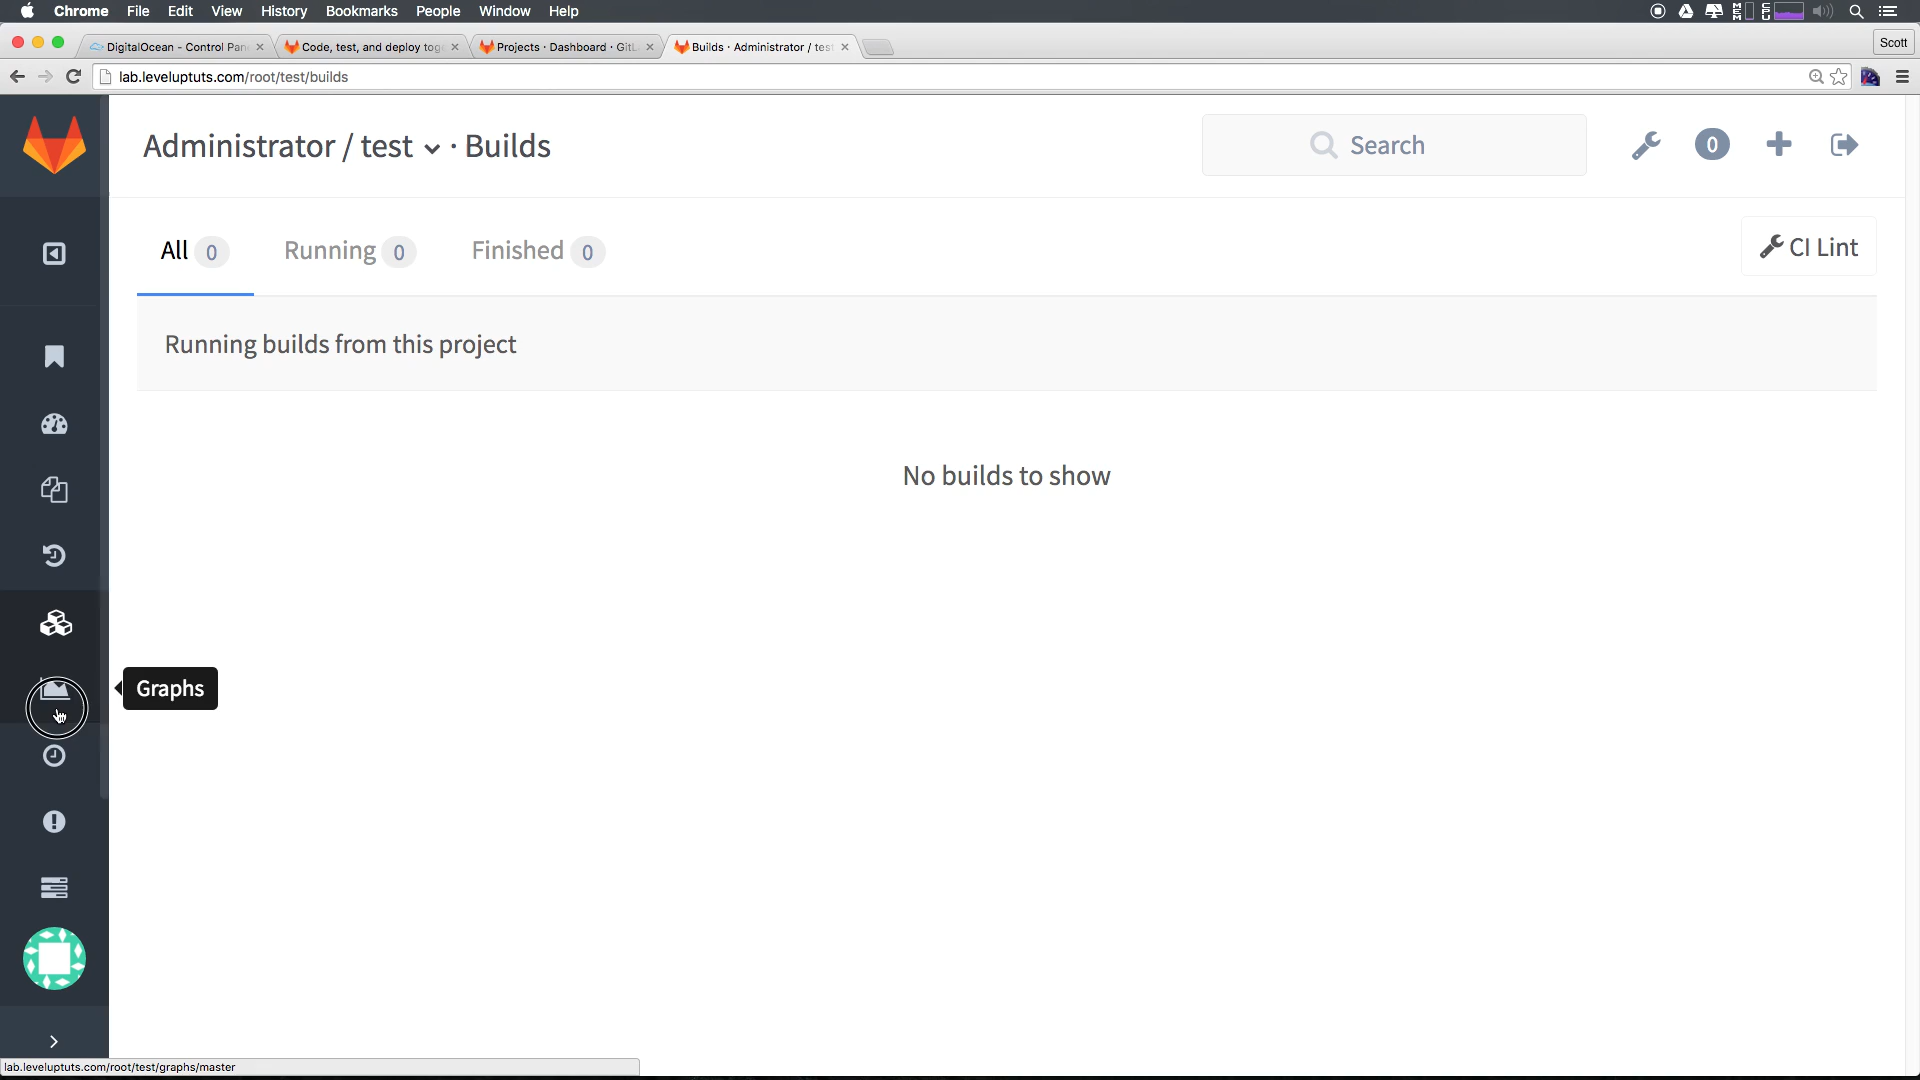 Chrome File Edit View History Bookmarks People Window Help
DigitalOcean - Control Pan
Code, test, and deploy tog
Projects · Dashboard · GitL
Builds · Administrator / test
Scott
lab.leveluptuts.com/root/test/builds
Administrator / test · Builds
Search
0
All 0
Running 0
Finished 0
CI Lint
Running builds from this project
No builds to show
Graphs
lab.leveluptuts.com/root/test/graphs/master